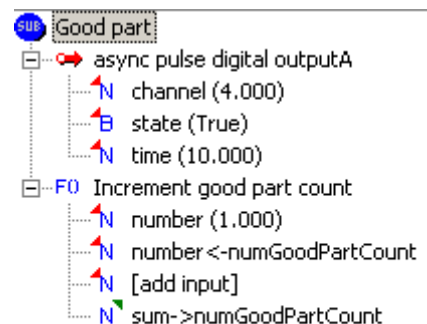 SUB Good part
async pulse digital outputA
N channel (4.000)
B state (True)
N time (10.000)
F() Increment good part count
N number (1.000)
N number<-numGoodPartCount
N [add input]
N sum->numGoodPartCount